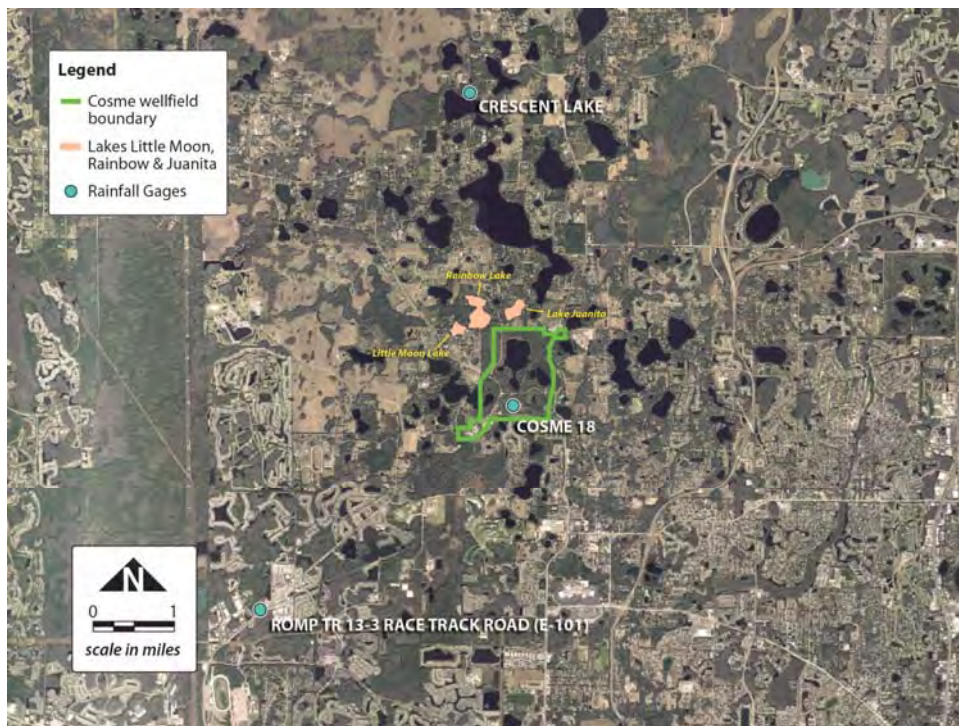 Legend
Cosme wellfield
boundary
Lakes Little Moon,
Rainbow & Juanita
Rainfall Gages
CRESCENT LAKE
Rainbow Lake
Lake Juanita
Little Moon Lake
COSME 18
ROMP TR 13-3 RACE TRACK ROAD (E-101)
N
0 1
scale in miles